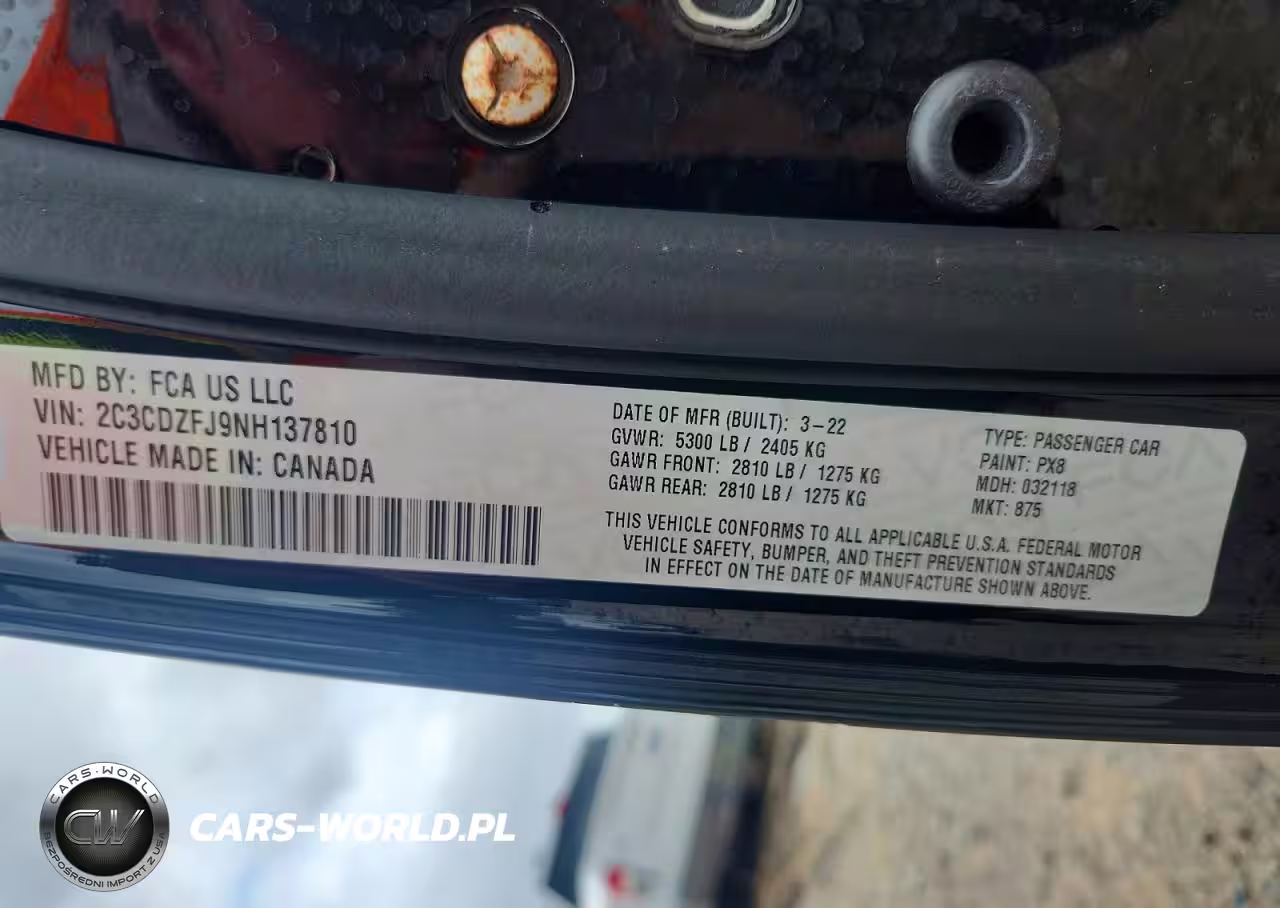 MFD BY: FCA US LLC
VIN: 2C3CDZFJ9NH137810
VEHICLE MADE IN: CANADA
DATE OF MFR (BUILT): 3-22
GVWR: 5300 LB / 2405 KG
GAWR FRONT: 2810 LB / 1275 KG
GAWR REAR: 2810 LB / 1275 KG
TYPE: PASSENGER CAR
PAINT: PX8
MDH: 032118
MKT: 875
THIS VEHICLE CONFORMS TO ALL APPLICABLE U.S.A. FEDERAL MOTOR
VEHICLE SAFETY, BUMPER, AND THEFT PREVENTION STANDARDS
IN EFFECT ON THE DATE OF MANUFACTURE SHOWN ABOVE.
CARS-WORLD
CW
BEZPOŚREDNI IMPORT Z USA
CARS-WORLD.PL